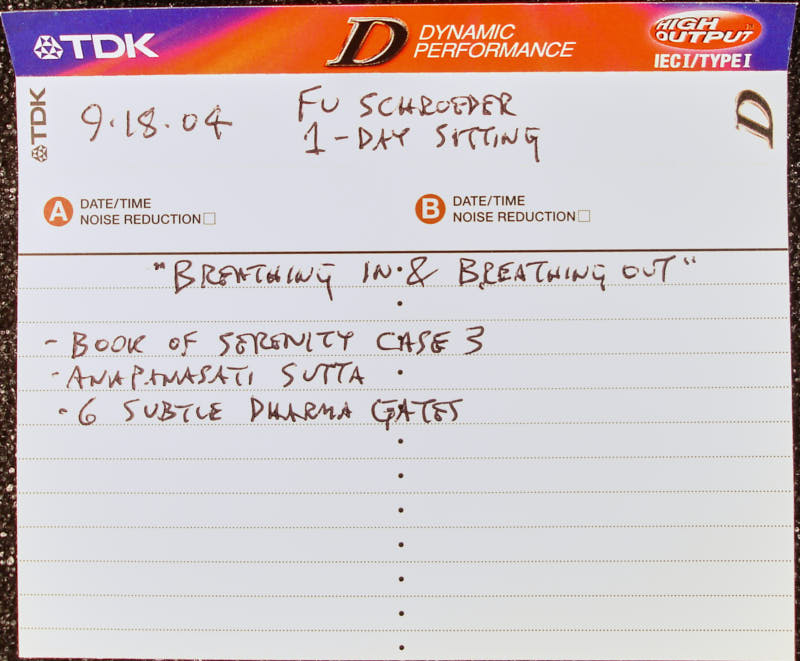 TDK D DYNAMIC PERFORMANCE HIGH OUTPUT
IEC I/TYPE I
TDK
9.18.04
FU SCHROEDER
1-DAY SITTING
D
A DATE/TIME
NOISE REDUCTION
B DATE/TIME
NOISE REDUCTION
"BREATHING IN & BREATHING OUT"
- BOOK OF SERENITY CASE 3
- ANAPANASATI SUTTA
- 6 SUBTLE DHARMA GATES